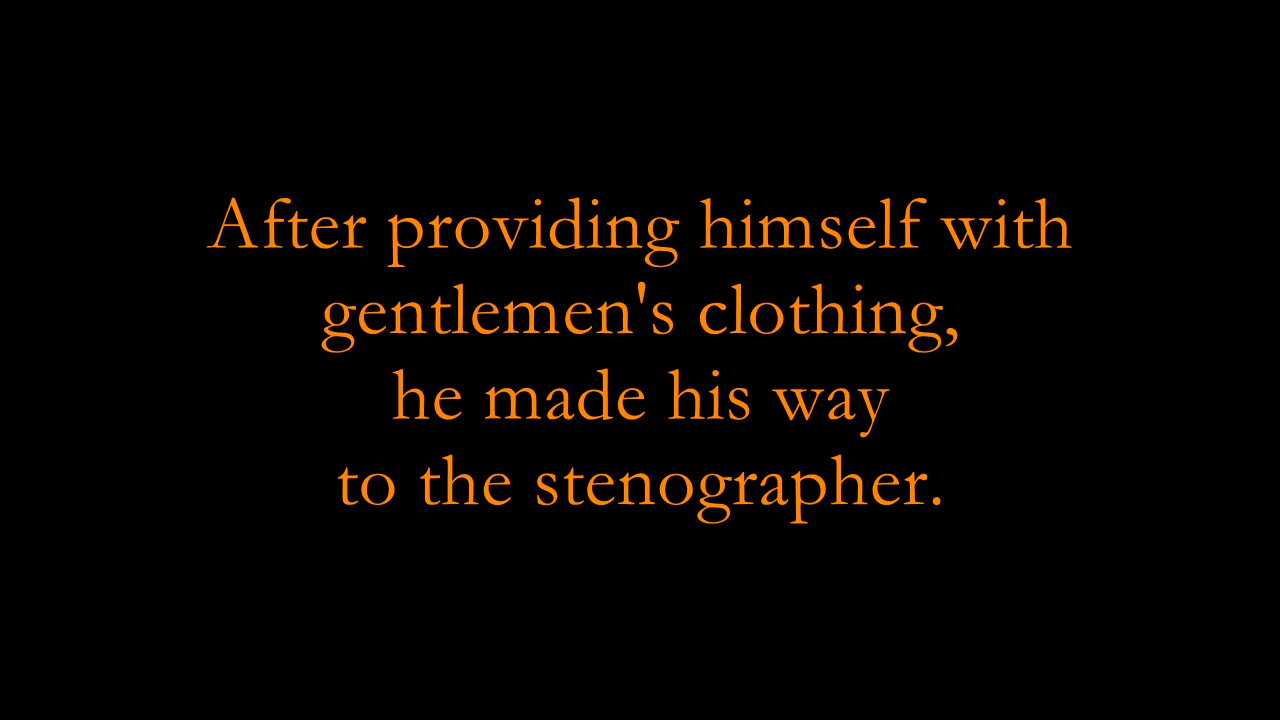 After providing himself with
gentlemen's clothing,
he made his way
to the stenographer.